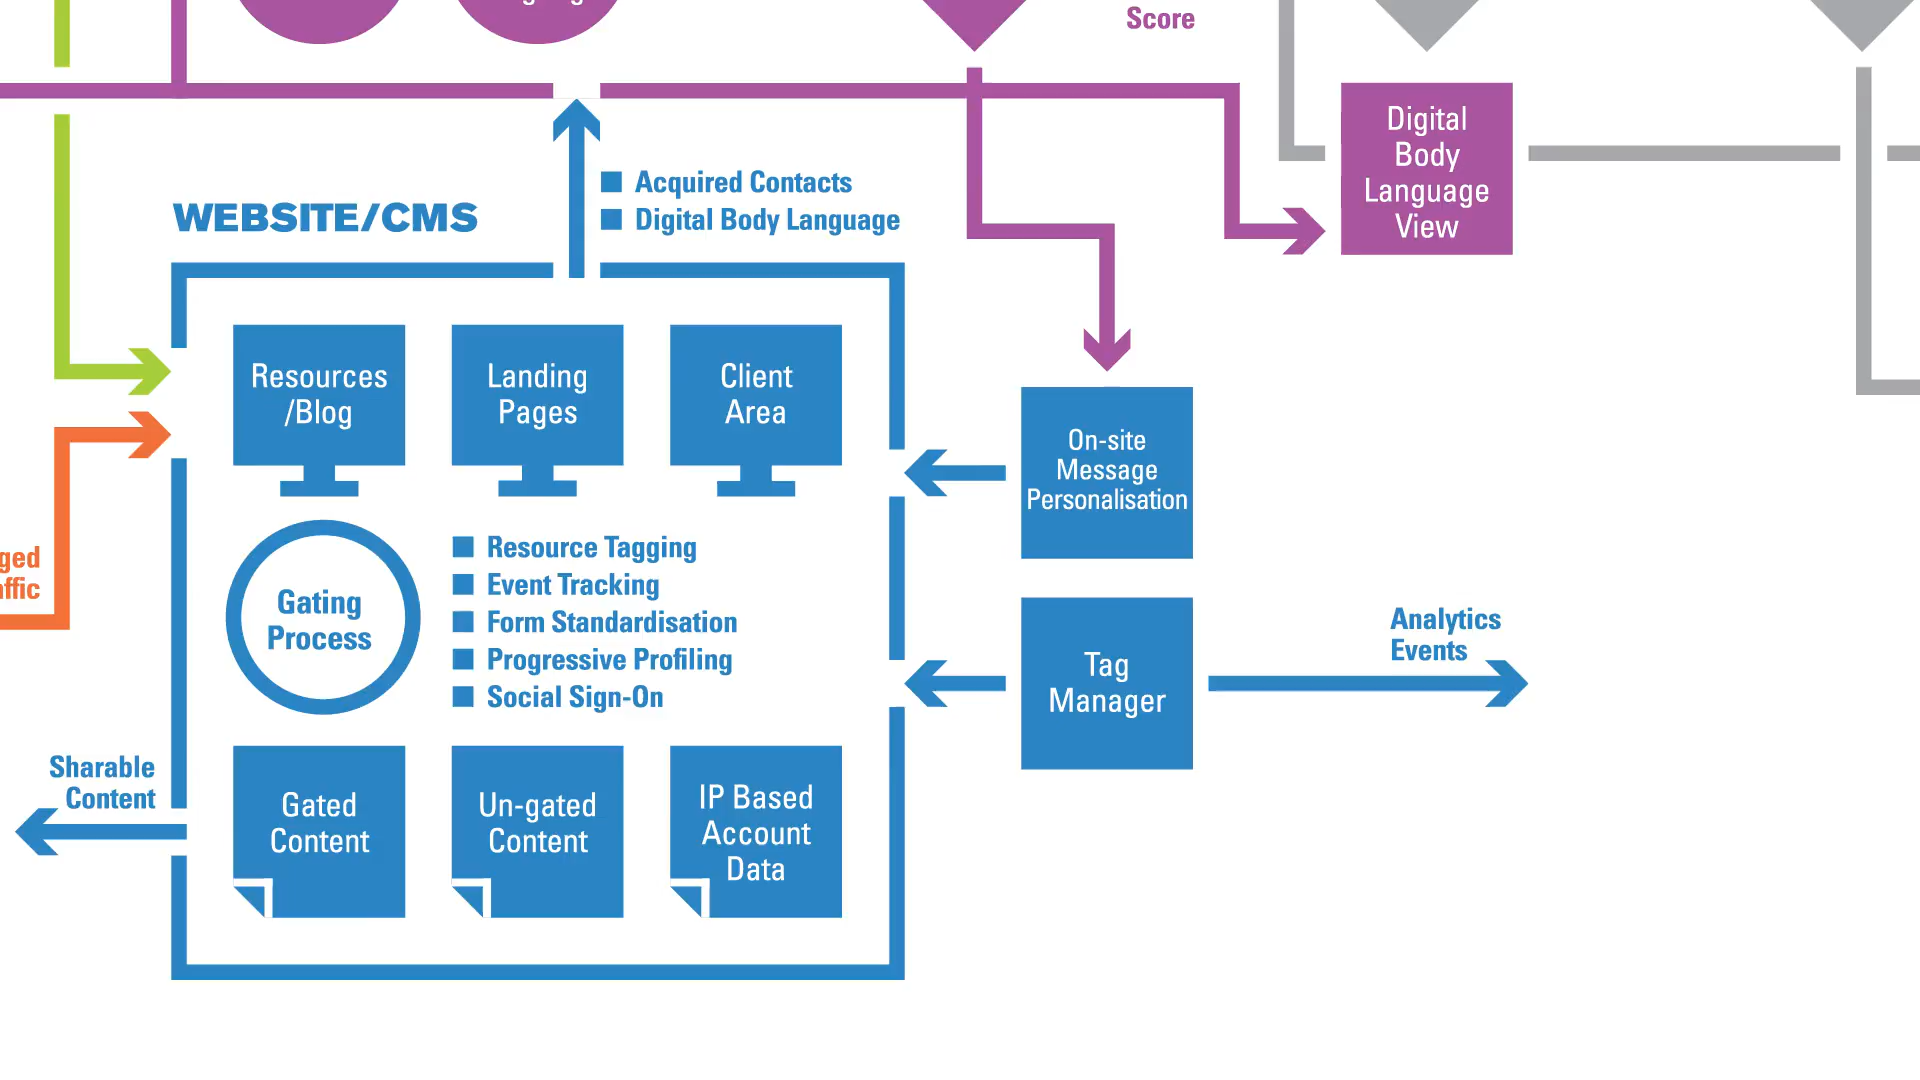 Score
Digital
Body
Language
View
Acquired Contacts
Digital Body Language
WEBSITE/CMS
Resources
/Blog
Landing
Pages
Client
Area
On-site
Message
Personalisation
Gating
Process
Resource Tagging
Event Tracking
Form Standardisation
Progressive Profiling
Social Sign-On
Tag
Manager
Analytics
Events
Sharable
Content
Gated
Content
Un-gated
Content
IP Based
Account
Data